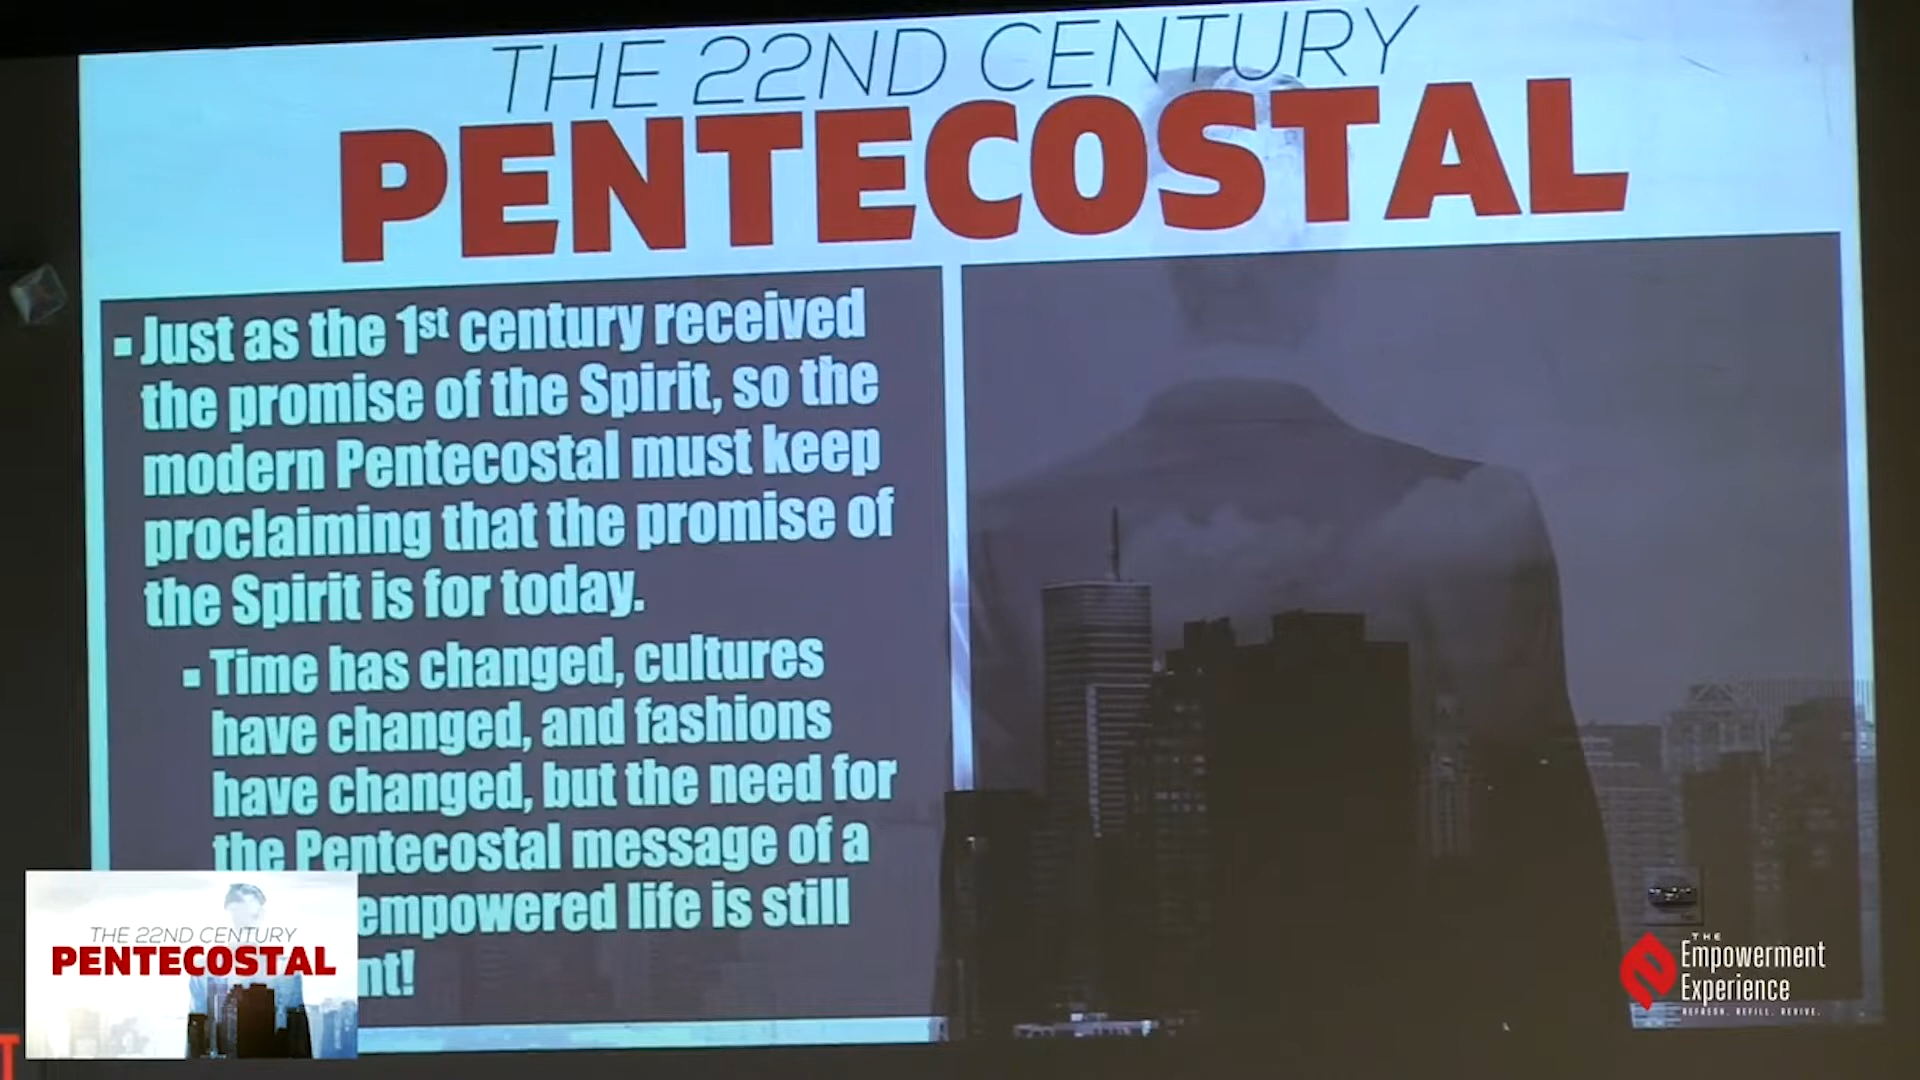 THE 22ND CENTURY
PENTECOSTAL
▪ Just as the 1st century received
the promise of the Spirit, so the
modern Pentecostal must keep
proclaiming that the promise of
the Spirit is for today.
▪ Time has changed, cultures
have changed, and fashions
have changed, but the need for
the Pentecostal message of a
empowered life is still
nt!
THE 22ND CENTURY
PENTECOSTAL
THE
Empowerment
Experience
REFRESH. REFILL. REVIVE.
T